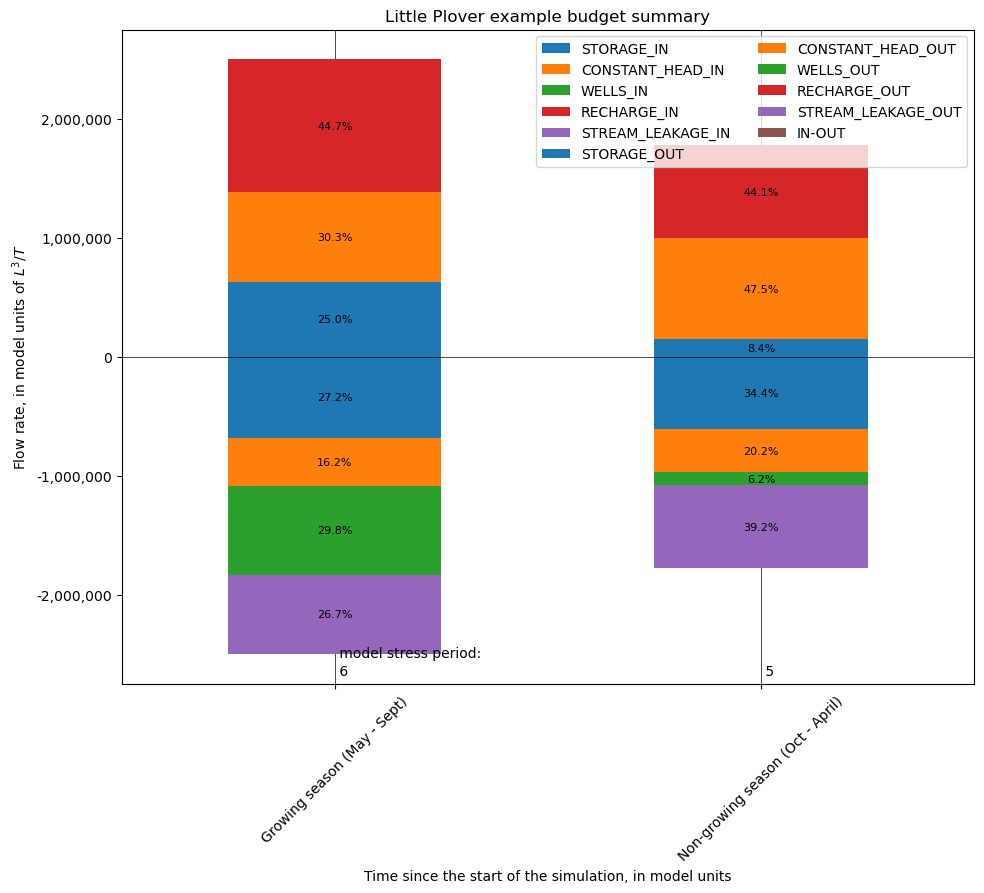 Little Plover example budget summary
STORAGE_IN
CONSTANT_HEAD_IN
WELLS_IN
RECHARGE_IN
STREAM_LEAKAGE_IN
STORAGE_OUT
CONSTANT_HEAD_OUT
WELLS_OUT
RECHARGE_OUT
STREAM_LEAKAGE_OUT
IN-OUT
Flow rate, in model units of $L^3/T$
2,000,000
1,000,000
0
-1,000,000
-2,000,000
44.7%
30.3%
25.0%
27.2%
16.2%
29.8%
26.7%
44.1%
47.5%
8.4%
34.4%
20.2%
6.2%
39.2%
model stress period:
6
5
Growing season (May - Sept)
Non-growing season (Oct - April)
Time since the start of the simulation, in model units